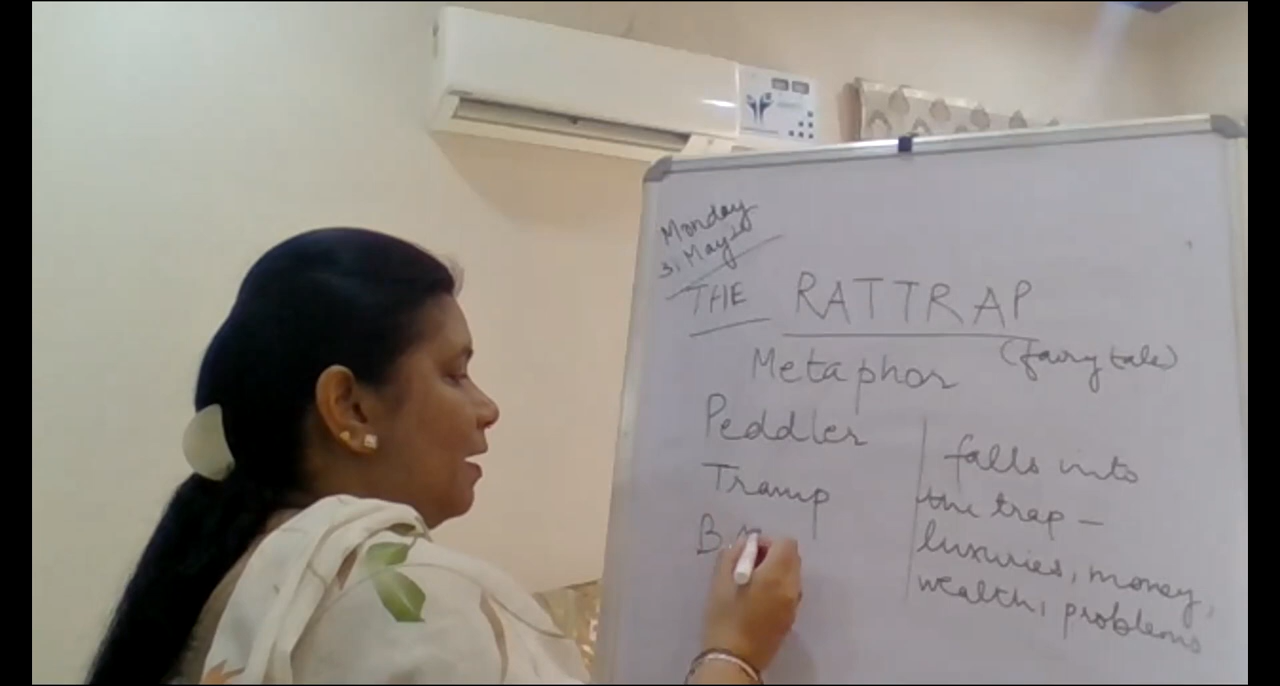 Monday
31 May
THE RATTRAP
(fairy tale)
Metaphor
Peddler
Tramp
B.
falls into
the trap –
luxuries, money,
wealth, problems